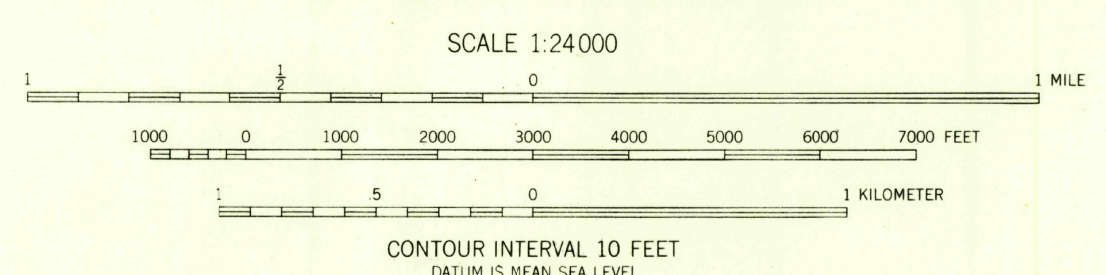 SCALE 1:24000
1 1/2 0 1 MILE
1000 0 1000 2000 3000 4000 5000 6000 7000 FEET
1 .5 0 1 KILOMETER
CONTOUR INTERVAL 10 FEET
DATUM IS MEAN SEA LEVEL